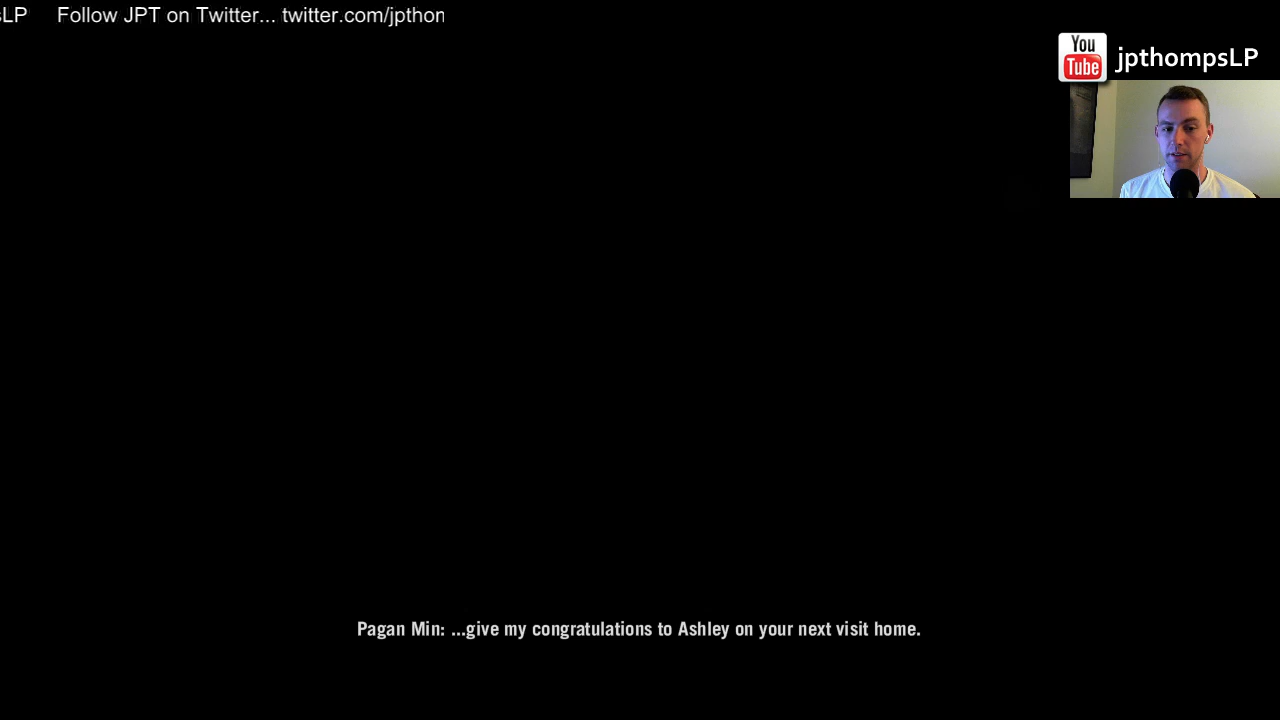 sLP Follow JPT on Twitter... twitter.com/jpthon
You
Tube
jpthompsLP
Pagan Min: ...give my congratulations to Ashley on your next visit home.